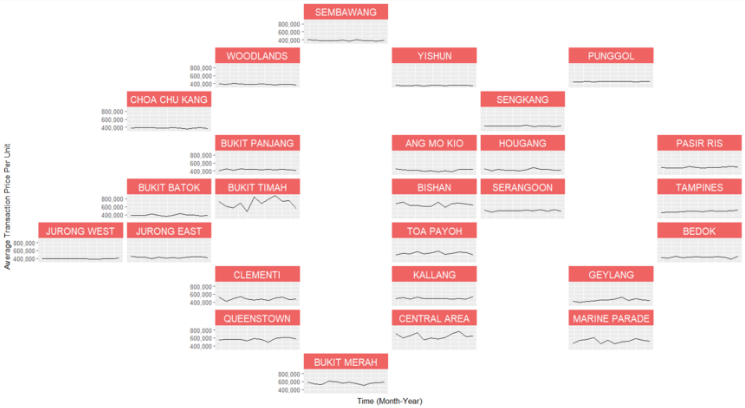 SEMBAWANG
800,000
600,000
400,000
WOODLANDS YISHUN PUNGGOL
800,000
600,000
400,000
CHOA CHU KANG SENGKANG
800,000
600,000
400,000
BUKIT PANJANG ANG MO KIO HOUGANG PASIR RIS
800,000
600,000
400,000
BUKIT BATOK BUKIT TIMAH BISHAN SERANGOON TAMPINES
800,000
600,000
400,000
JURONG WEST JURONG EAST TOA PAYOH BEDOK
800,000
600,000
400,000
CLEMENTI KALLANG GEYLANG
800,000
600,000
400,000
QUEENSTOWN CENTRAL AREA MARINE PARADE
800,000
600,000
400,000
BUKIT MERAH
800,000
600,000
400,000
Average Transaction Price Per Unit
Time (Month-Year)